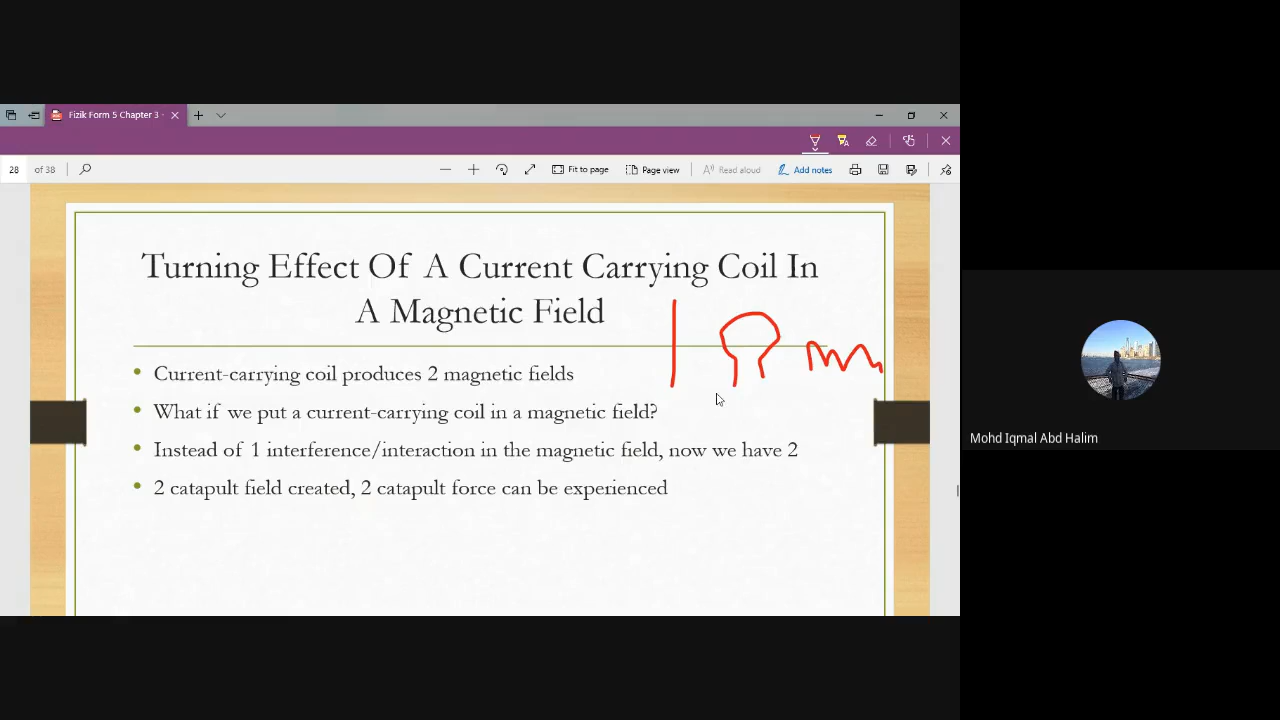 Fizik Form 5 Chapter 3 -
28 of 38
Fit to page
Page view
Read aloud
Add notes
Turning Effect Of A Current Carrying Coil In
A Magnetic Field
• Current-carrying coil produces 2 magnetic fields
• What if we put a current-carrying coil in a magnetic field?
• Instead of 1 interference/interaction in the magnetic field, now we have 2
• 2 catapult field created, 2 catapult force can be experienced
Mohd Iqmal Abd Halim